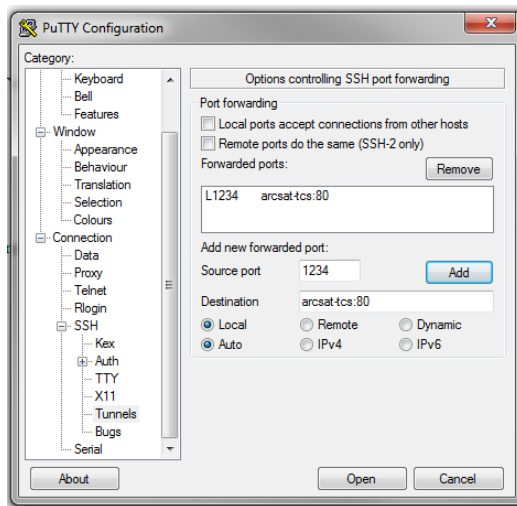 PuTTY Configuration
Category:
Keyboard
Bell
Features
Window
Appearance
Behaviour
Translation
Selection
Colours
Connection
Data
Proxy
Telnet
Rlogin
SSH
Kex
Auth
TTY
X11
Tunnels
Bugs
Serial
Options controlling SSH port forwarding
Port forwarding
Local ports accept connections from other hosts
Remote ports do the same (SSH-2 only)
Forwarded ports:
Remove
L1234 arcsat-tcs:80
Add new forwarded port:
Source port 1234 Add
Destination arcsat-tcs:80
Local Remote Dynamic
Auto IPv4 IPv6
About Open Cancel